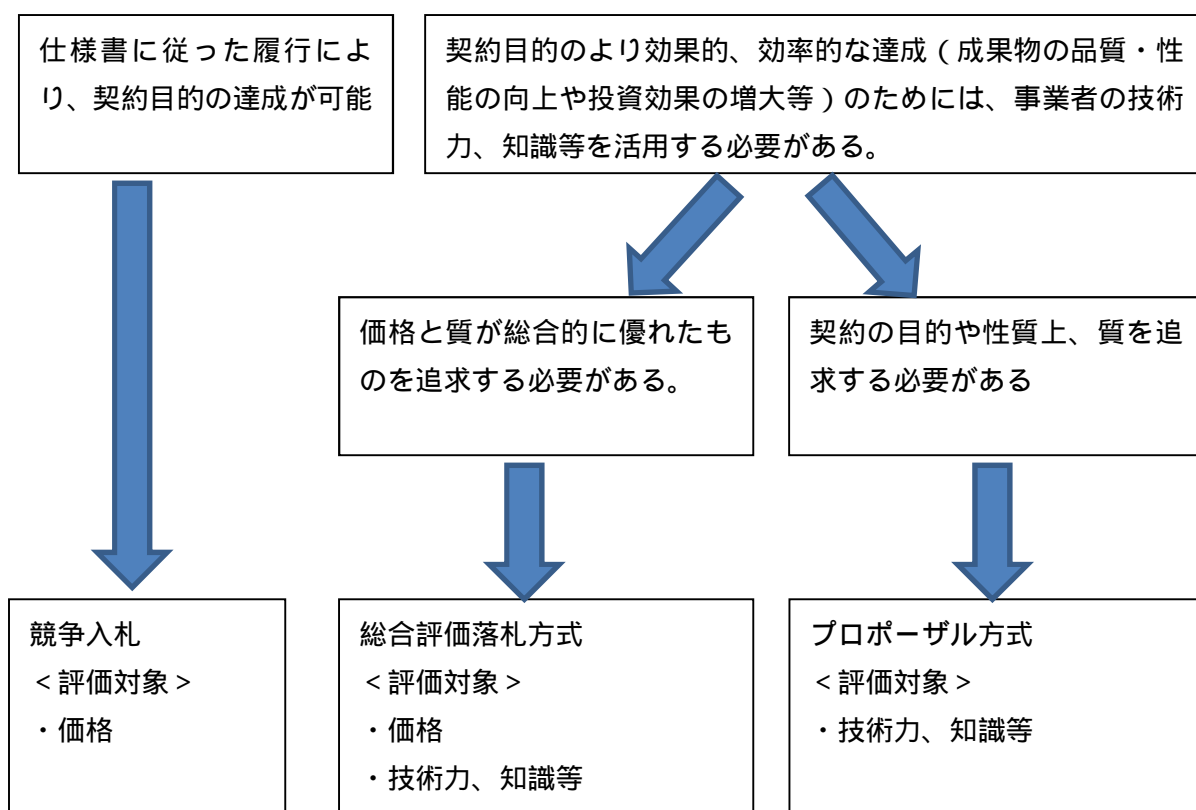 仕様書に従った履行によ
り、契約目的の達成が可能
契約目的のより効果的、効率的な達成（成果物の品質・性
能の向上や投資効果の増大等）のためには、事業者の技術
力、知識等を活用する必要がある。
価格と質が総合的に優れたも
のを追求する必要がある。
契約の目的や性質上、質を追
求する必要がある
競争入札
＜評価対象＞
・価格
総合評価落札方式
＜評価対象＞
・価格
・技術力、知識等
プロポーザル方式
＜評価対象＞
・技術力、知識等